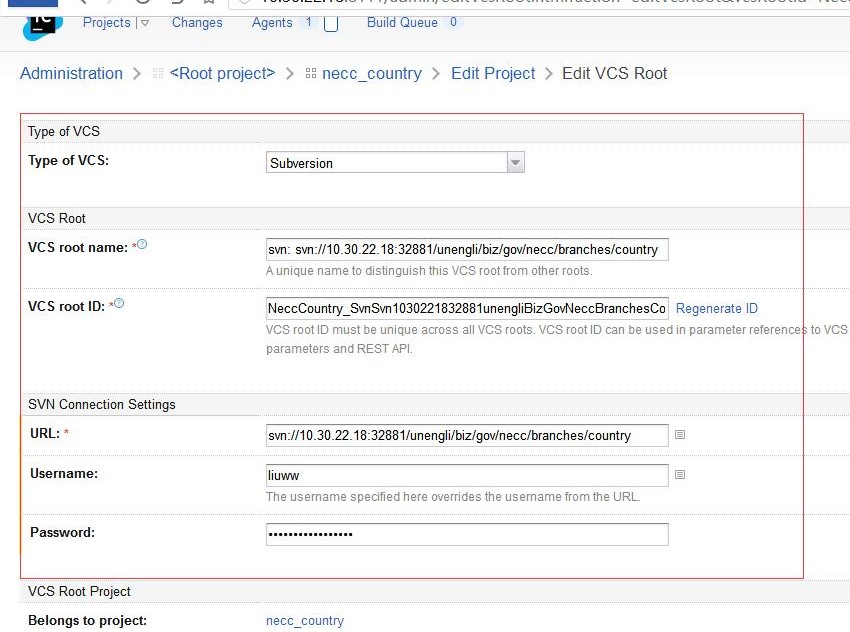 Projects
Changes
Agents 1
Build Queue 0
Administration > <Root project> > necc_country > Edit Project > Edit VCS Root
Type of VCS
Type of VCS:
Subversion
VCS Root
VCS root name: *
svn: svn://10.30.22.18:32881/unengli/biz/gov/necc/branches/country
A unique name to distinguish this VCS root from other roots.
VCS root ID: *
NeccCountry_SvnSvn1030221832881unengliBizGovNeccBranchesCo
Regenerate ID
VCS root ID must be unique across all VCS roots. VCS root ID can be used in parameter references to VCS
parameters and REST API.
SVN Connection Settings
URL: *
svn://10.30.22.18:32881/unengli/biz/gov/necc/branches/country
Username:
liuww
The username specified here overrides the username from the URL.
Password:
•••••••••••••••••
VCS Root Project
Belongs to project:
necc_country